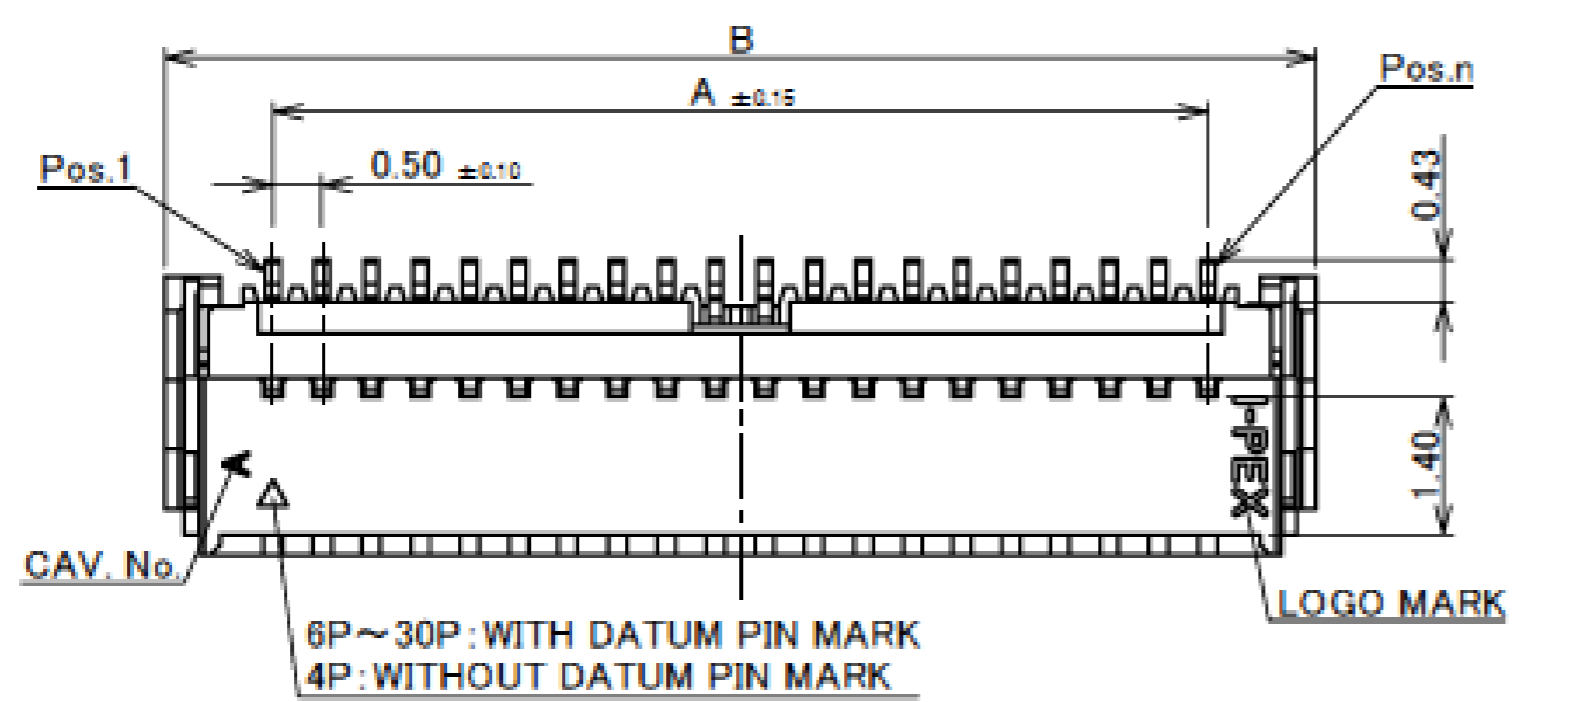 B
Pos.n
A ±0.15
Pos.1
0.50 ±0.10
0.43
I-PEX
A
1.40
CAV. No.
LOGO MARK
6P~30P:WITH DATUM PIN MARK
4P:WITHOUT DATUM PIN MARK